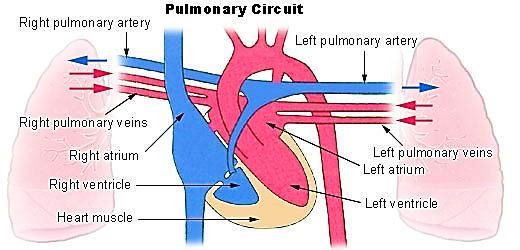 Pulmonary Circuit
Right pulmonary artery
Left pulmonary artery
Right pulmonary veins
Right atrium
Left pulmonary veins
Left atrium
Right ventricle
Left ventricle
Heart muscle